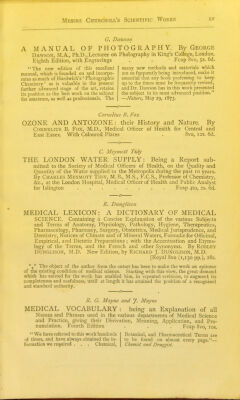 MESSRS CHURCHILL'S SCIENTIFIC WORKS
G. Dawson
A MANUAL OF PHOTOGRAPHY. By GEORGE
DAWSON, M.A., Ph.D., Lecturer on Photography in King's College, London.
Eighth Edition, with Engravings Fcap 8vo, 5s. 6d.
"The new edition of this excellent
manual, which is founded on and incorpo-
rates as much of Hardwich's 'Photographic
Chemistry' as is valuable in the present
further advanced stage of the art, retains
its position as the best work on the subject
for amateurs, as well as professionals. The
many new methods and materials which
are so frequently being introduced, make it
essential that any book professing to keep
up to the times must be frequently revised,
and Dr. Dawson has in this work presented
the subject in its most advanced position."
—Nature, May 29, 1873.
Cornelius B. Fox
OZONE AND ANTOZONE: their History and Nature. By
CORNELIUS B. FOX, M.D., Medical Officer of Health for Central and
East Essex. With Coloured Plates 8vo, 12s. 6d.
C. Meymott Tidy
THE LONDON WATER SUPPLY: Being a Report sub-
mitted to the Society of Medical Officers of Health, on the Quality and
Quantity of the Water supplied to the Metropolis during the past 10 years.
By CHARLES MEYMOTT TIDY, M.B., M.S., F.C.S., Professor of Chemistry,
&c., at the London Hospital, Medical Officer of Health and Public Analyst
for Islington
R. Dunglison
MEDICAL LEXICON: A DICTIONARY OF MEDICAL
SCIENCE. Containing a Concise Explanation of the various Subjects
and Terms of Anatomy, Physiology, Pathology, Hygiene, Therapeutics,
Pharmacology, Pharmacy, Surgery, Obstetrics, Medical Jurisprudence, and
Dentistry, Notices of Climate and of Mineral Waters, Formulæ for Officinal,
Empirical, and Dietetic Preparations; with the Accentuation and Etymo-
logy of the Terms, and the French and other Synonyms. By ROBLEY
DUNGLISON, M.D. New Edition, by RICHARD J. DUNGLISON, M.D.
[Royal 8vo (1,130 pp.), 28s.
*** The object of the author from the outset has been to make the work an epitome
of the existing condition of medical science. Starting with this view, the great demand
which has existed for the work has enabled him, in repeated revisions, to augment its
completeness and usefulness, until at length it has attained the position of a recognised
and standard authority.
R. G. Mayne and J. Mayne
MEDICAL VOCABULARY: being an Explanation of all
Names and Phrases used in the various departments of Medical Science
and Practice, giving their Derivation, Meaning, Application, and Pro-
nunciation. Fourth Edition Fcap 8vo, 10s.
"We have referred to this work hundreds
of times, and have always obtained the in-
formation we required . . . Chemical,
Botanical, and Pharmaceutical Terms are
to be found on almost every page."—
Chemist and Druggist.